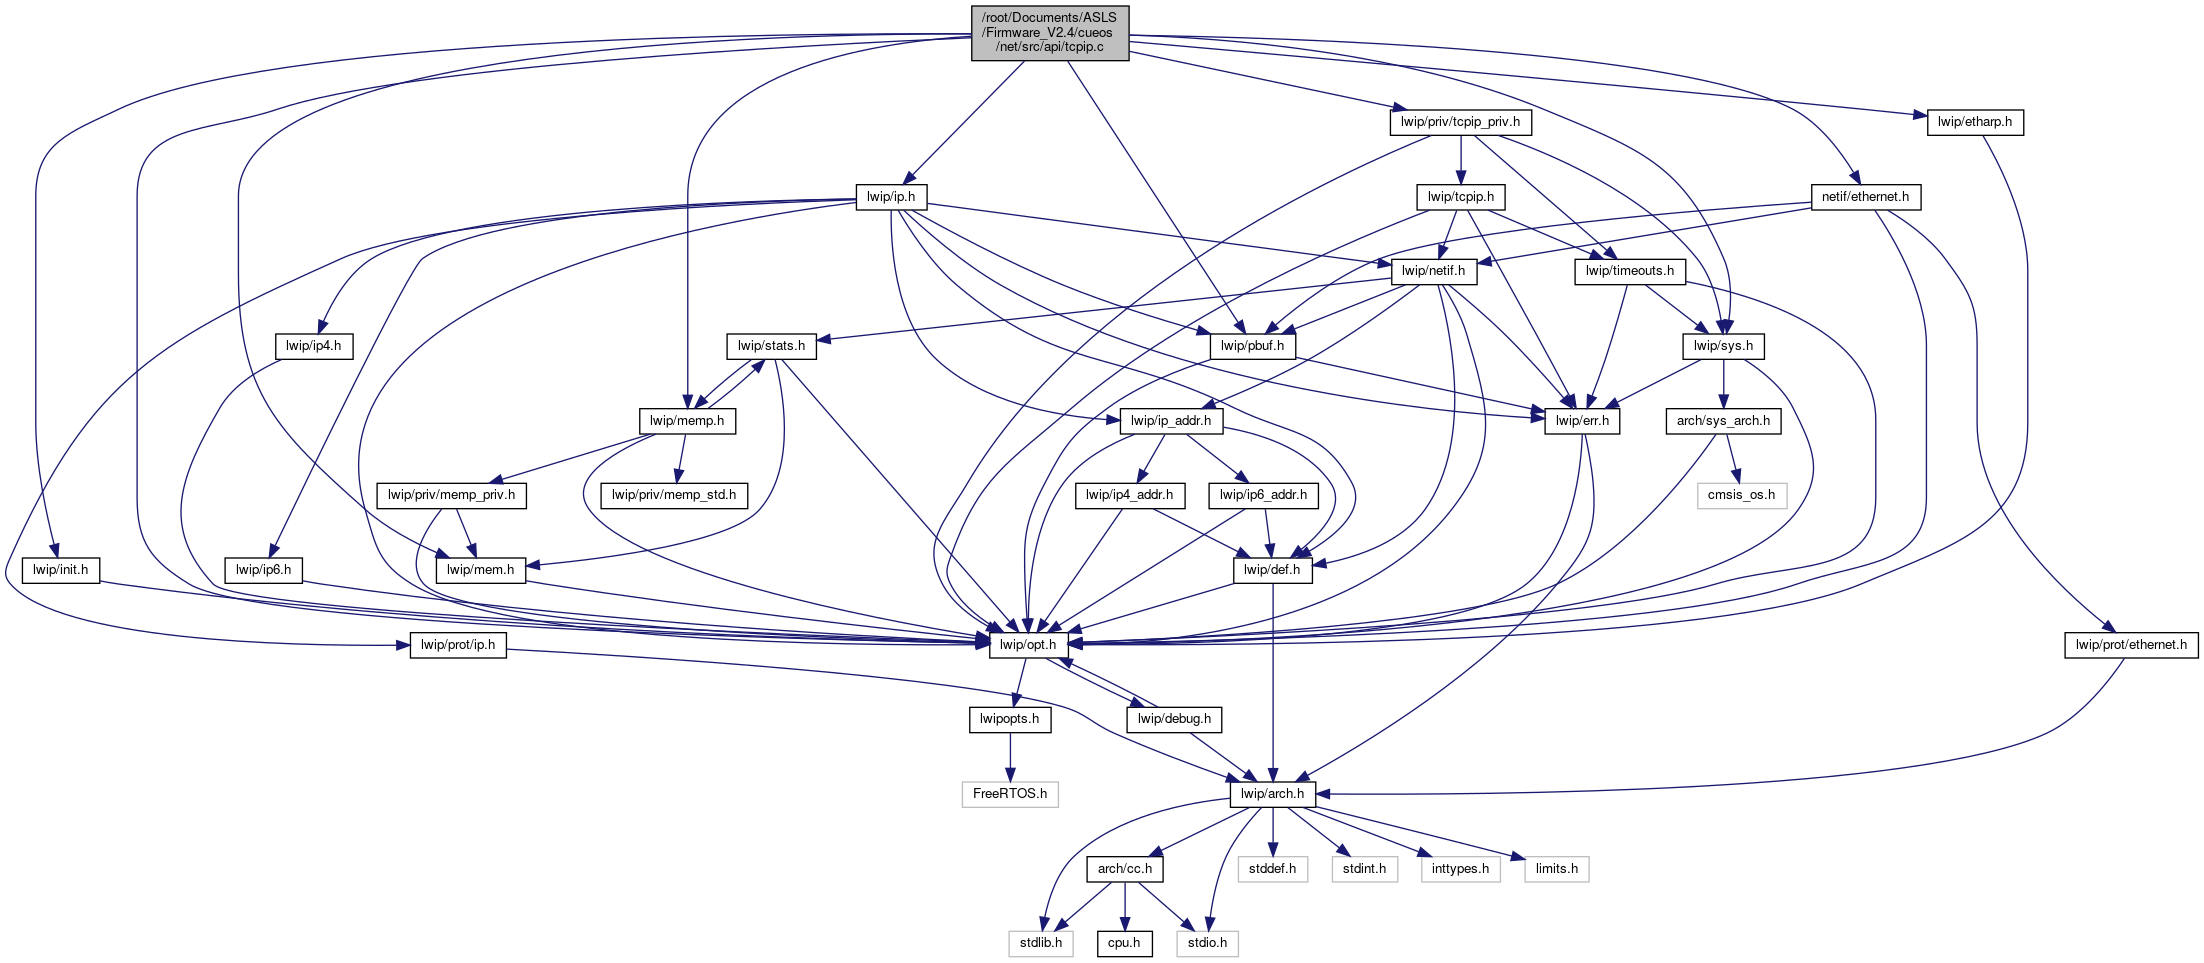 /root/Documents/ASLS
/Firmware_V2.4/cueos
/net/src/api/tcpip.c
lwip/priv/tcpip_priv.h
lwip/etharp.h
lwip/ip.h
lwip/tcpip.h
netif/ethernet.h
lwip/netif.h
lwip/timeouts.h
lwip/ip4.h
lwip/stats.h
lwip/pbuf.h
lwip/sys.h
lwip/memp.h
lwip/ip_addr.h
lwip/err.h
arch/sys_arch.h
lwip/priv/memp_priv.h
lwip/priv/memp_std.h
lwip/ip4_addr.h
lwip/ip6_addr.h
cmsis_os.h
lwip/init.h
lwip/ip6.h
lwip/mem.h
lwip/def.h
lwip/prot/ip.h
lwip/opt.h
lwip/prot/ethernet.h
lwipopts.h
lwip/debug.h
FreeRTOS.h
lwip/arch.h
arch/cc.h
stddef.h
stdint.h
inttypes.h
limits.h
stdlib.h
cpu.h
stdio.h